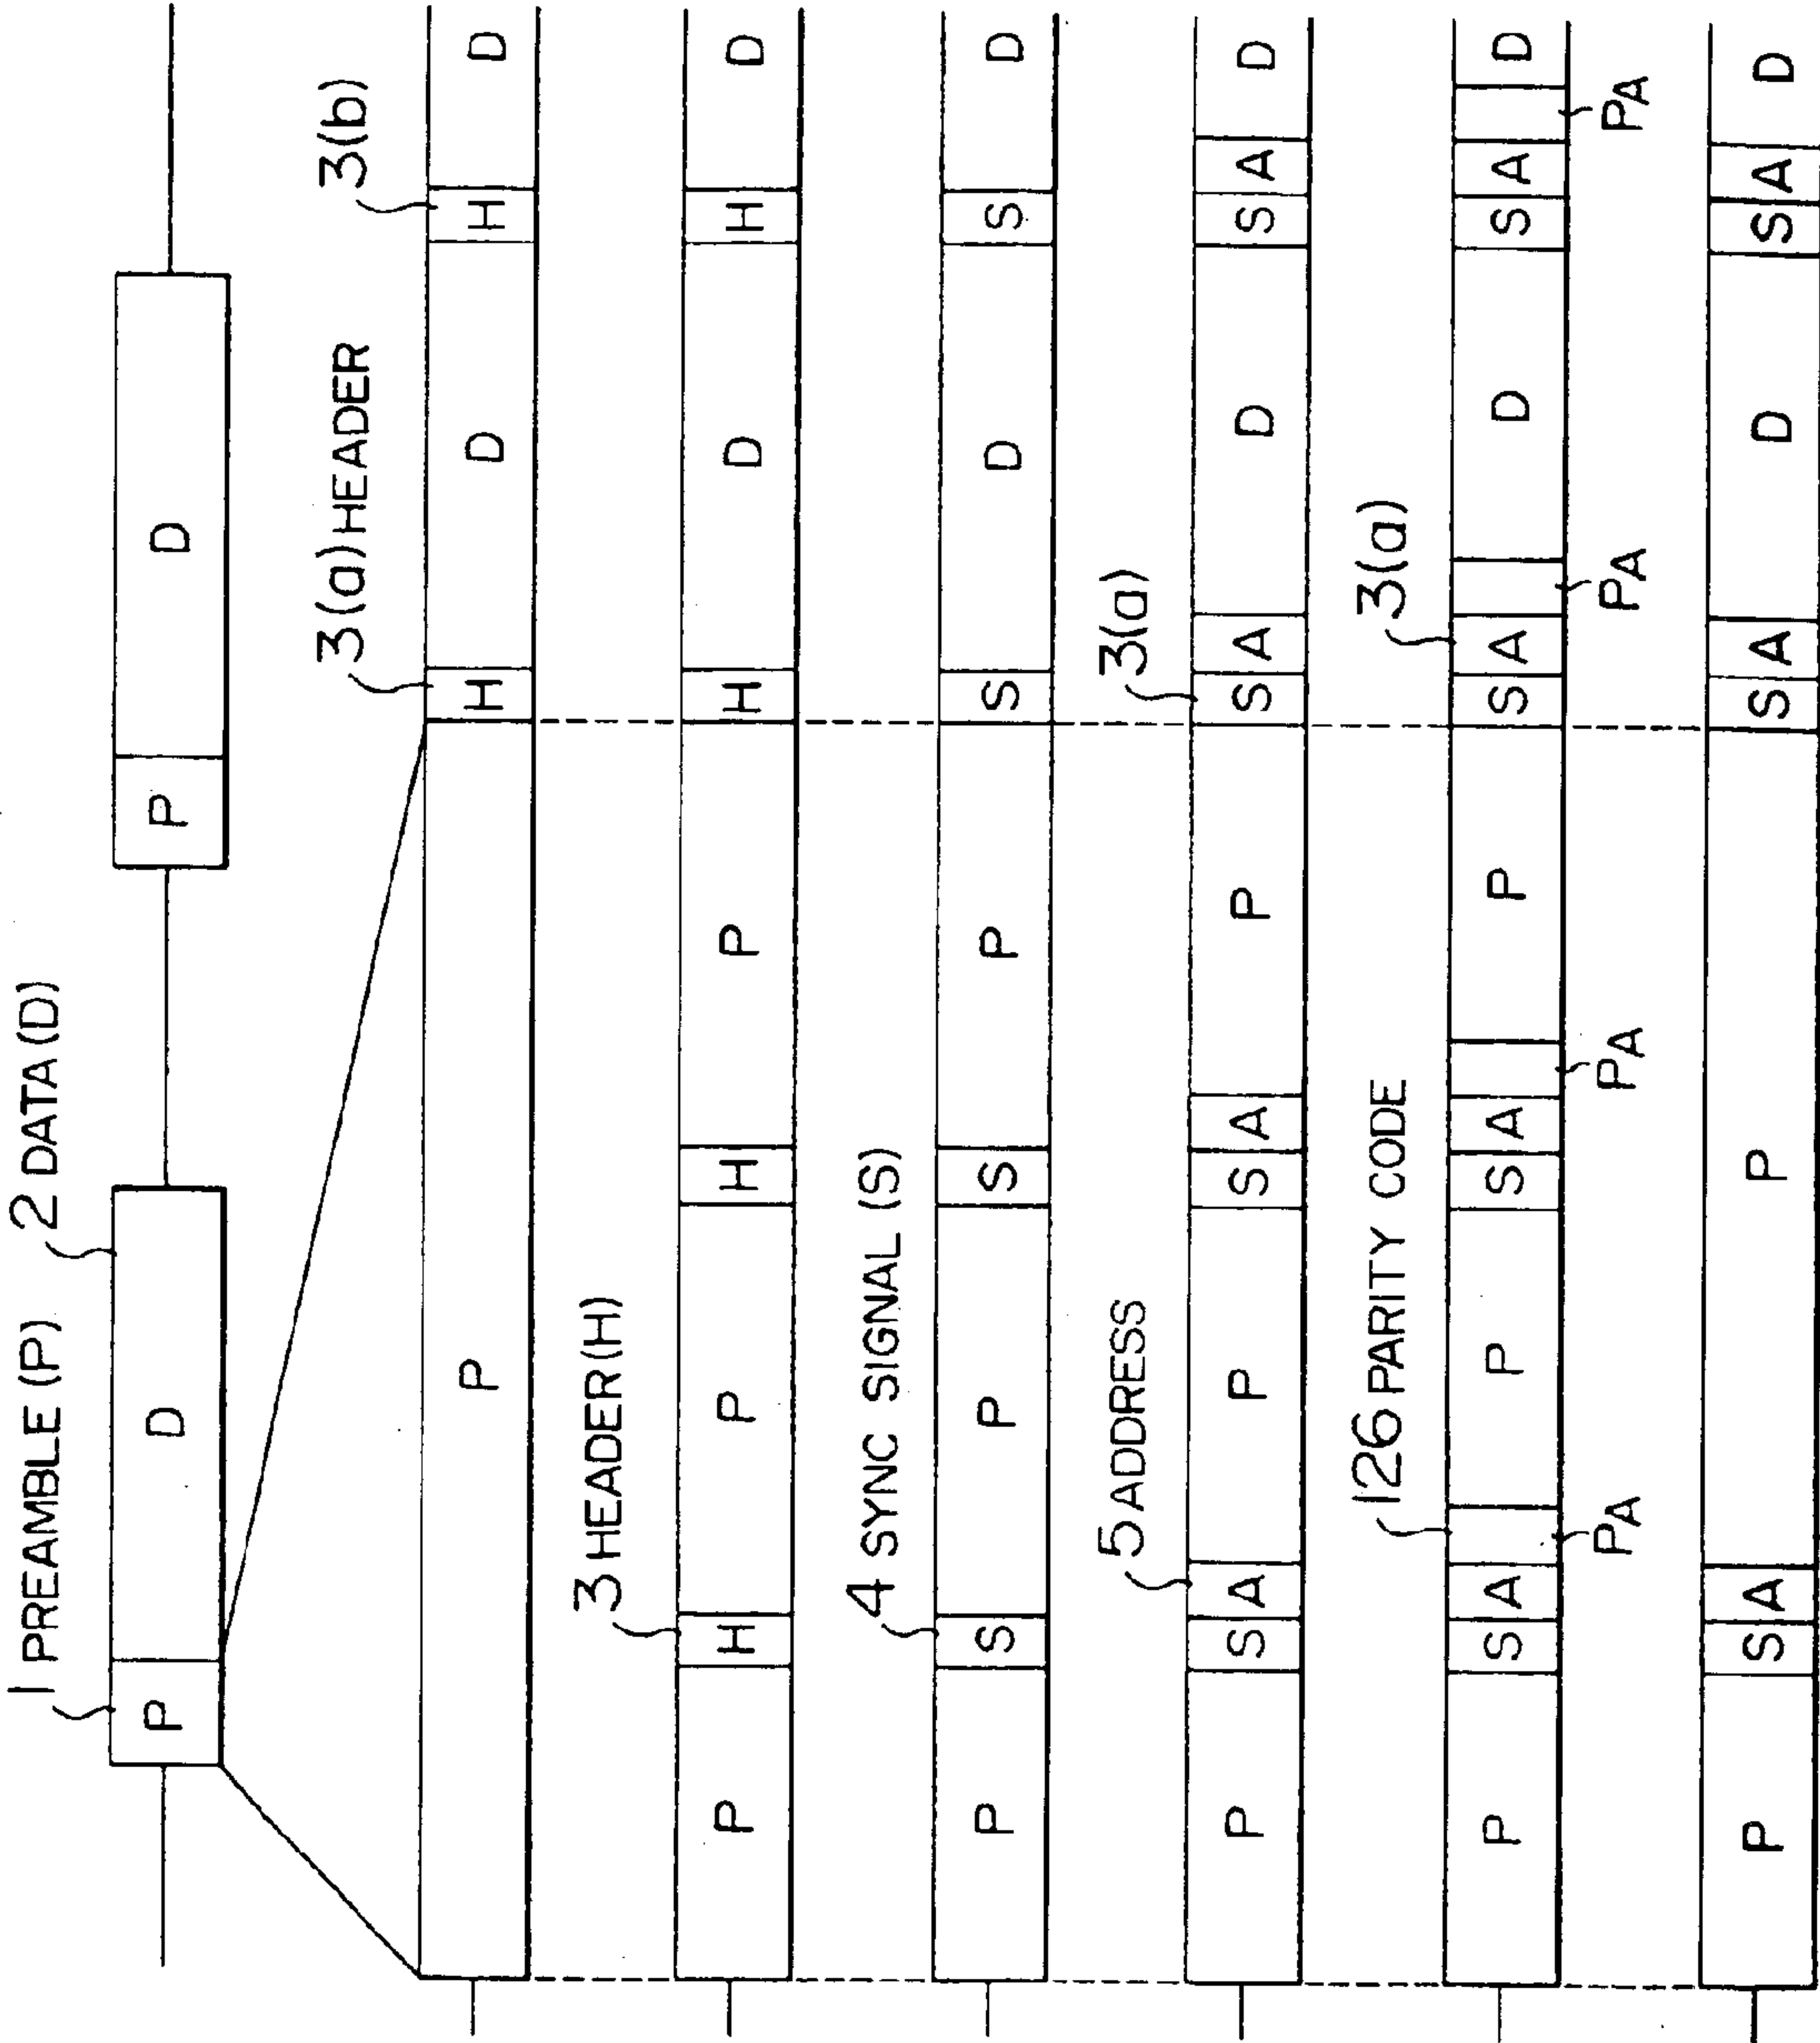 1 PREAMBLE (P) 2 DATA (D)
P D P D
3(a) HEADER 3(b)
P H D H D
3 HEADER (H)
P H P H P H D H D
4 SYNC SIGNAL (S)
P S P S P S D S D
5 ADDRESS 3(a)
P S A P S A P S A D S A D
126 PARITY CODE 3(a)
P S A P S A P S A D S A D
PA PA PA PA
P S A P S A D S A D